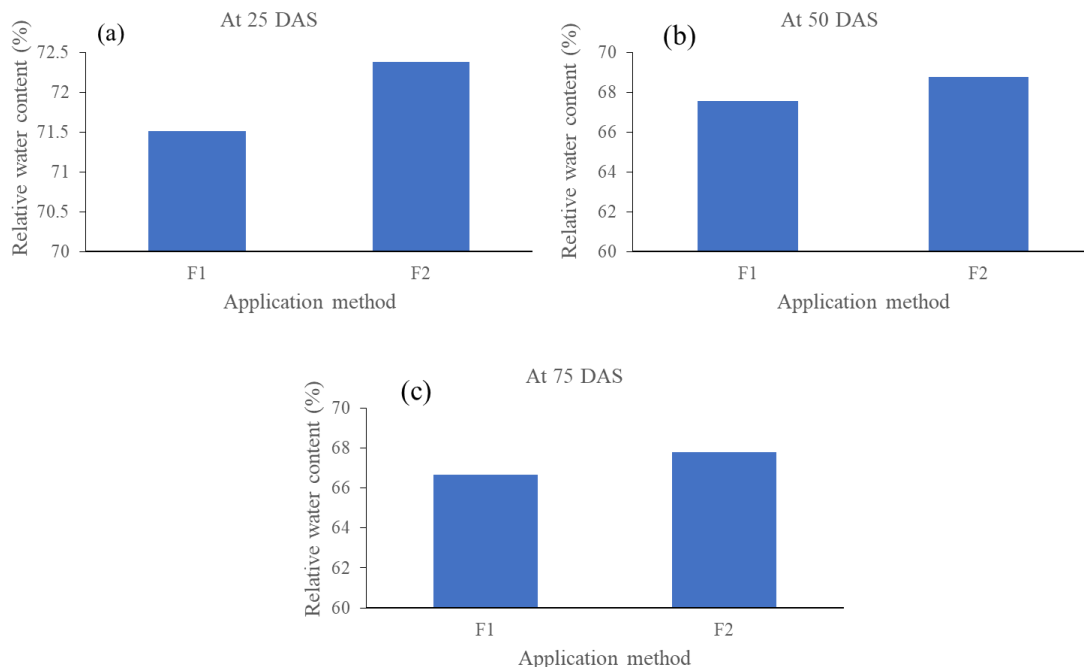 (a)
At 25 DAS
Relative water content (%)
72.5
72
71.5
71
70.5
70
F1 F2
Application method
(b)
At 50 DAS
Relative water content (%)
70
68
66
64
62
60
F1 F2
Application method
(c)
At 75 DAS
Relative water content (%)
70
68
66
64
62
60
F1 F2
Application method